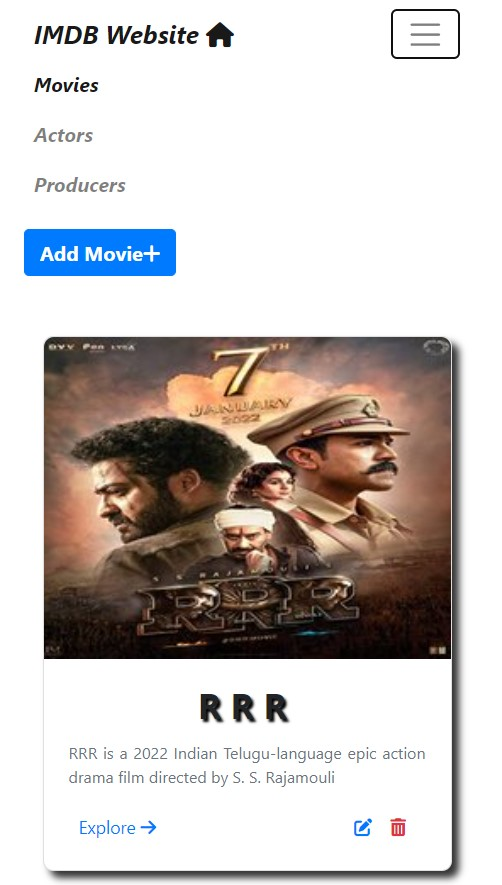 IMDB Website
Movies
Actors
Producers
Add Movie+
7TH
JANUARY
2022
RRR
R R R
RRR is a 2022 Indian Telugu-language epic action
drama film directed by S. S. Rajamouli
Explore →